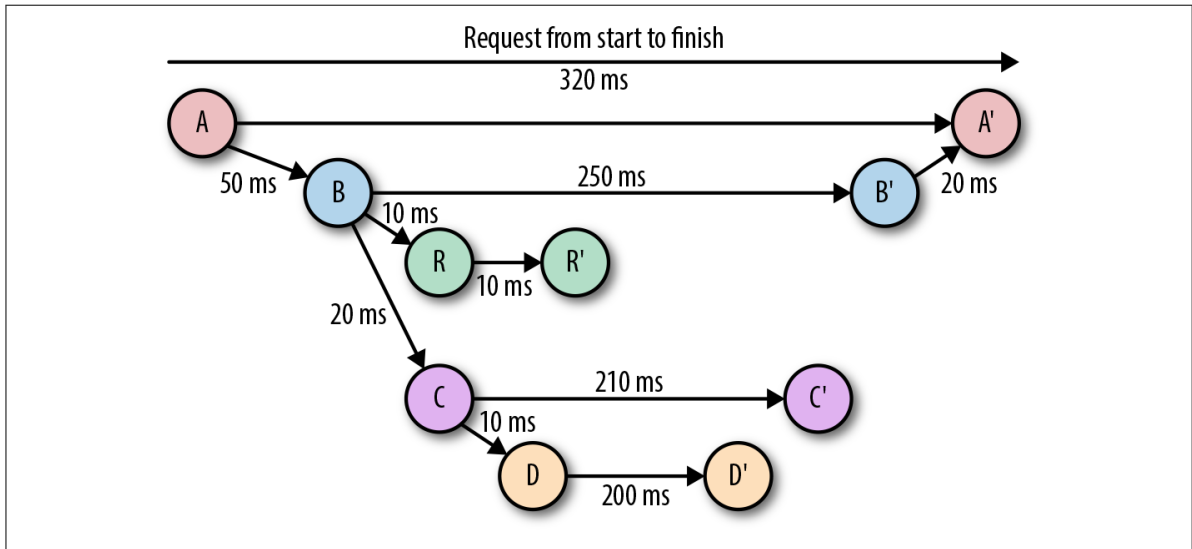 Request from start to finish
320 ms
A
A'
50 ms
B
250 ms
B'
20 ms
10 ms
R
R'
10 ms
20 ms
C
210 ms
C'
10 ms
D
D'
200 ms